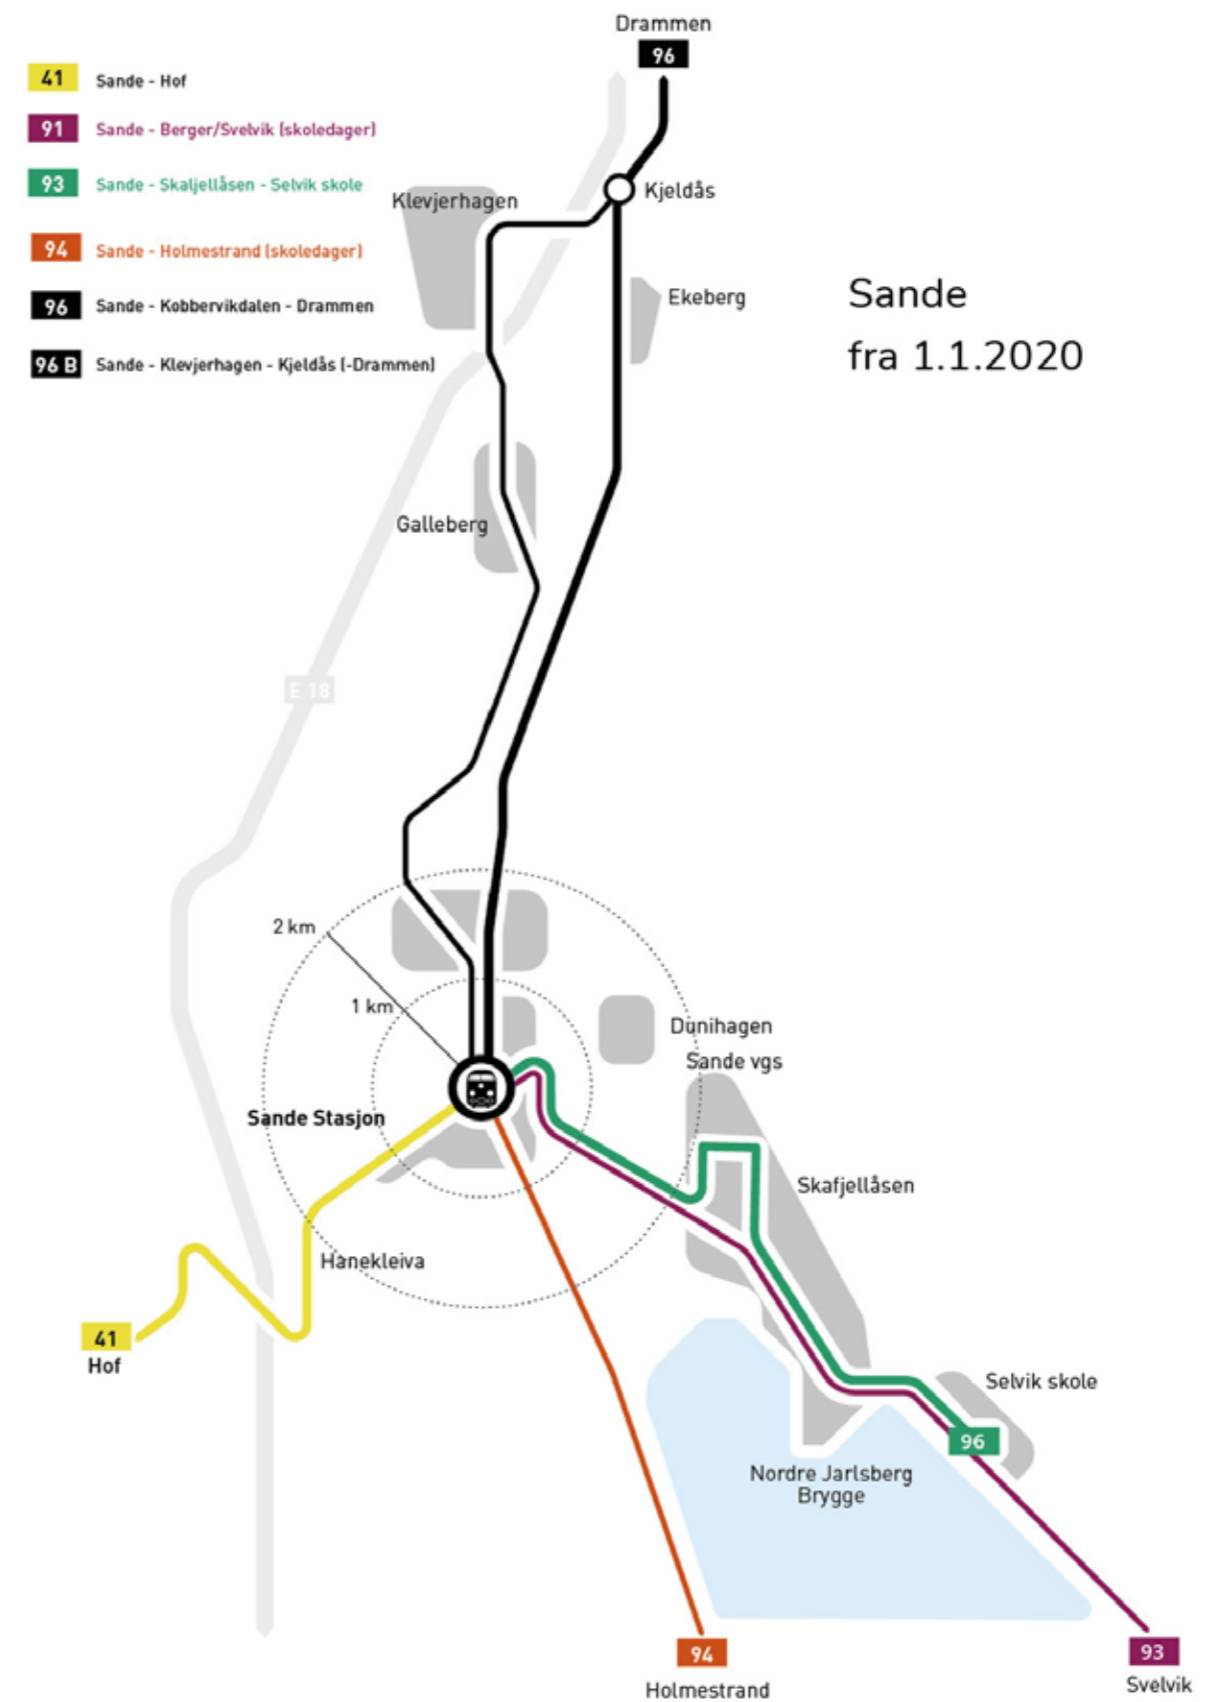 Drammen
96
41 Sande - Hof
91 Sande - Berger/Svelvik (skoledager)
93 Sande - Skaljellåsen - Selvik skole
94 Sande - Holmestrand (skoledager)
96 Sande - Kobbervikdalen - Drammen
96 B Sande - Klevjerhagen - Kjeldås (-Drammen)
Klevjerhagen
Kjeldås
Ekeberg
Sande
fra 1.1.2020
Galleberg
E 18
2 km
1 km
Dunihagen
Sande vgs
Sande Stasjon
Skafjellåsen
Hanekleiva
41
Hof
Selvik skole
96
Nordre Jarlsberg
Brygge
94
Holmestrand
93
Svelvik